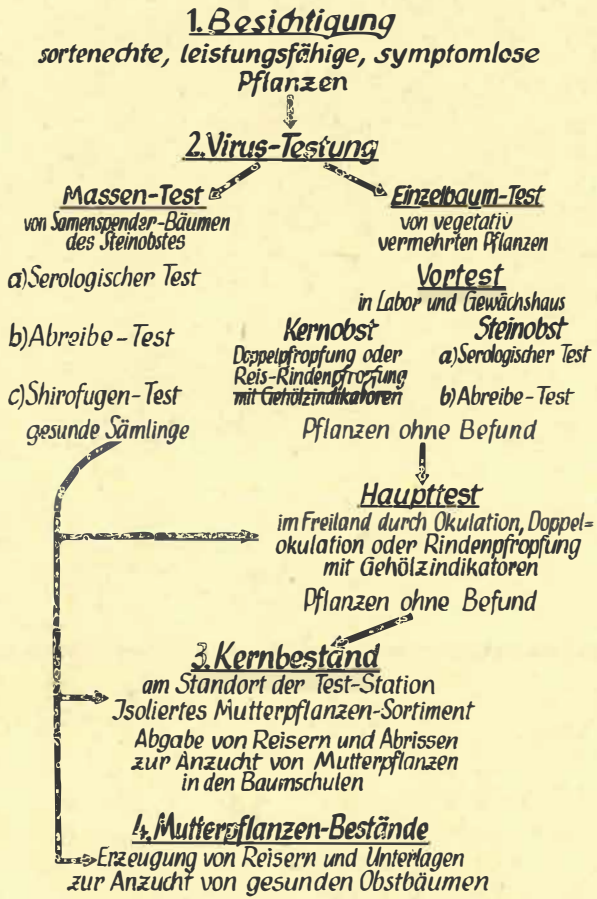 1. Besichtigung
sortenechte, leistungsfähige, symptomlose
Pflanzen
2. Virus-Testung
Massen-Test
von Samenspender-Bäumen
des Steinobstes
a) Serologischer Test
b) Abreibe-Test
c) Shirofugen-Test
gesunde Sämlinge
Einzelbaum-Test
von vegetativ
vermehrten Pflanzen
Vortest
in Labor und Gewächshaus
Kernobst
Doppelpfropfung oder
Reis-Rindenpfropfung
mit Gehölzindikatoren
Steinobst
a) Serologischer Test
b) Abreibe-Test
Pflanzen ohne Befund
Haupttest
im Freiland durch Okulation, Doppel=
okulation oder Rindenpfropfung
mit Gehölzindikatoren
Pflanzen ohne Befund
3. Kernbestand
am Standort der Test-Station
Isoliertes Mutterpflanzen-Sortiment
Abgabe von Reisern und Abrissen
zur Anzucht von Mutterpflanzen
in den Baumschulen
4. Mutterpflanzen-Bestände
Erzeugung von Reisern und Unterlagen
zur Anzucht von gesunden Obstbäumen